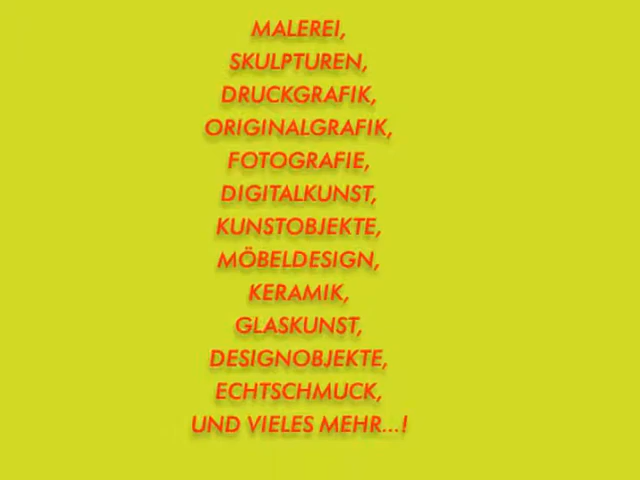 MALEREI,
SKULPTUREN,
DRUCKGRAFIK,
ORIGINALGRAFIK,
FOTOGRAFIE,
DIGITALKUNST,
KUNSTOBJEKTE,
MÖBELDESIGN,
KERAMIK,
GLASKUNST,
DESIGNOBJEKTE,
ECHTSCHMUCK,
UND VIELES MEHR...!